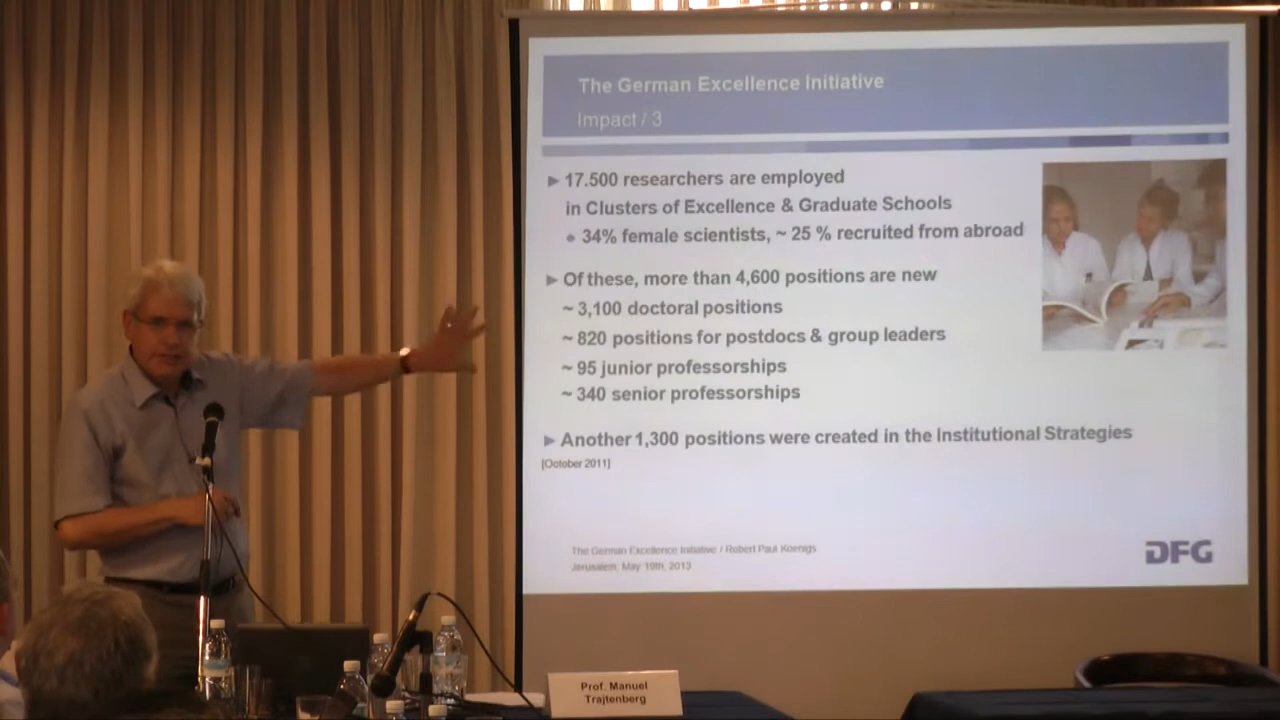 The German Excellence Initiative
Impact / 3
► 17.500 researchers are employed
in Clusters of Excellence & Graduate Schools
● 34% female scientists, ~ 25 % recruited from abroad
► Of these, more than 4,600 positions are new
~ 3,100 doctoral positions
~ 820 positions for postdocs & group leaders
~ 95 junior professorships
~ 340 senior professorships
► Another 1,300 positions were created in the Institutional Strategies
[October 2011]
The German Excellence Initiative / Robert Paul Koenigs
Jerusalem, May 19th, 2013
DFG
Prof. Manuel
Trajtenberg